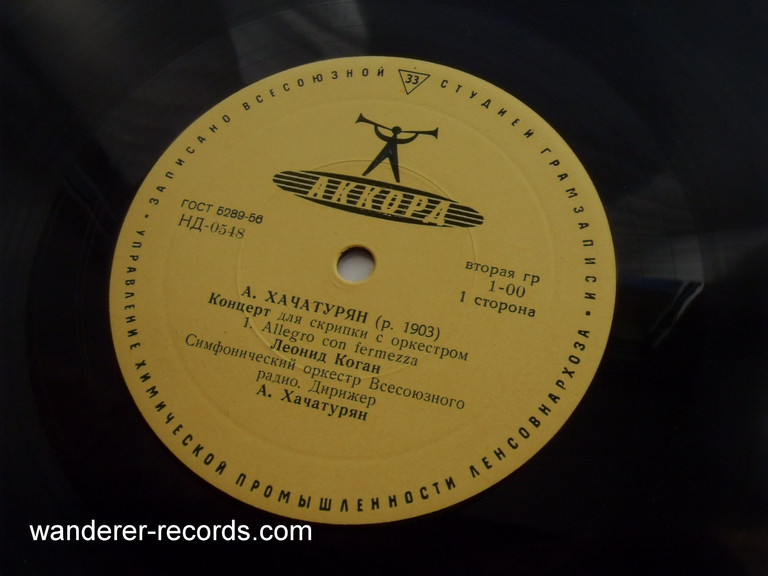 ЗАПИСАНО ВСЕСОЮЗНОЙ 33 СТУДИЕЙ ГРАМЗАПИСИ •
УПРАВЛЕНИЕ ХИМИЧЕСКОЙ ПРОМЫШЛЕННОСТИ ЛЕНСОВНАРХОЗА •
АККОРД
ГОСТ 5289-56
НД-0548
вторая гр
1-00
1 сторона
А. ХАЧАТУРЯН (р. 1903)
Концерт для скрипки с оркестром
1. Allegro con fermezza
Леонид Коган
Симфонический оркестр Всесоюзного
радио. Дирижер
А. Хачатурян
wanderer-records.com